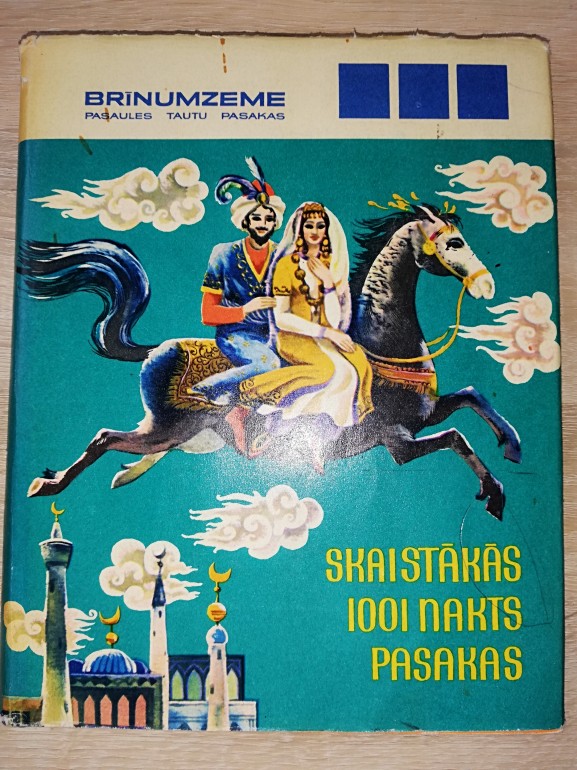 BRĪNUMZEME
PASAULES TAUTU PASAKAS
SKAISTĀKĀS
1001 NAKTS
PASAKAS